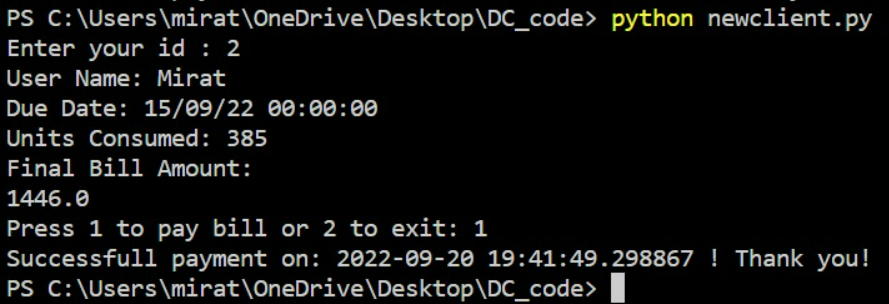 PS C:\Users\mirat\OneDrive\Desktop\DC_code> python newclient.py
Enter your id : 2
User Name: Mirat
Due Date: 15/09/22 00:00:00
Units Consumed: 385
Final Bill Amount:
1446.0
Press 1 to pay bill or 2 to exit: 1
Successfull payment on: 2022-09-20 19:41:49.298867 ! Thank you!
PS C:\Users\mirat\OneDrive\Desktop\DC_code>